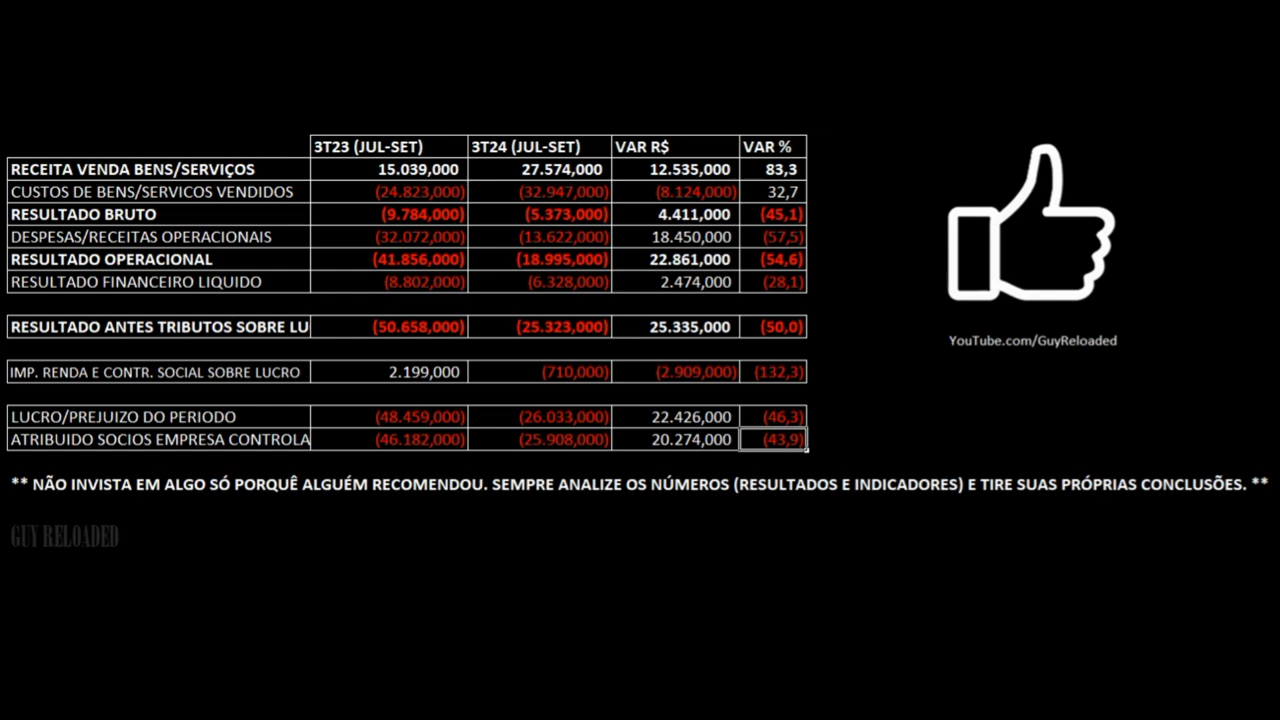 3T23 (JUL-SET) 3T24 (JUL-SET) VAR R$ VAR %
RECEITA VENDA BENS/SERVIÇOS 15.039,000 27.574,000 12.535,000 83,3
CUSTOS DE BENS/SERVICOS VENDIDOS (24.823,000) (32.947,000) (8.124,000) 32,7
RESULTADO BRUTO (9.784,000) (5.373,000) 4.411,000 (45,1)
DESPESAS/RECEITAS OPERACIONAIS (32.072,000) (13.622,000) 18.450,000 (57,5)
RESULTADO OPERACIONAL (41.856,000) (18.995,000) 22.861,000 (54,6)
RESULTADO FINANCEIRO LIQUIDO (8.802,000) (6.328,000) 2.474,000 (28,1)
RESULTADO ANTES TRIBUTOS SOBRE LU (50.658,000) (25.323,000) 25.335,000 (50,0)
IMP. RENDA E CONTR. SOCIAL SOBRE LUCRO 2.199,000 (710,000) (2.909,000) (132,3)
LUCRO/PREJUIZO DO PERIODO (48.459,000) (26.033,000) 22.426,000 (46,3)
ATRIBUIDO SOCIOS EMPRESA CONTROLA (46.182,000) (25.908,000) 20.274,000 (43,9)
YouTube.com/GuyReloaded
** NÃO INVISTA EM ALGO SÓ PORQUÊ ALGUÉM RECOMENDOU. SEMPRE ANALIZE OS NÚMEROS (RESULTADOS E INDICADORES) E TIRE SUAS PRÓPRIAS CONCLUSÕES. **
GUY RELOADED